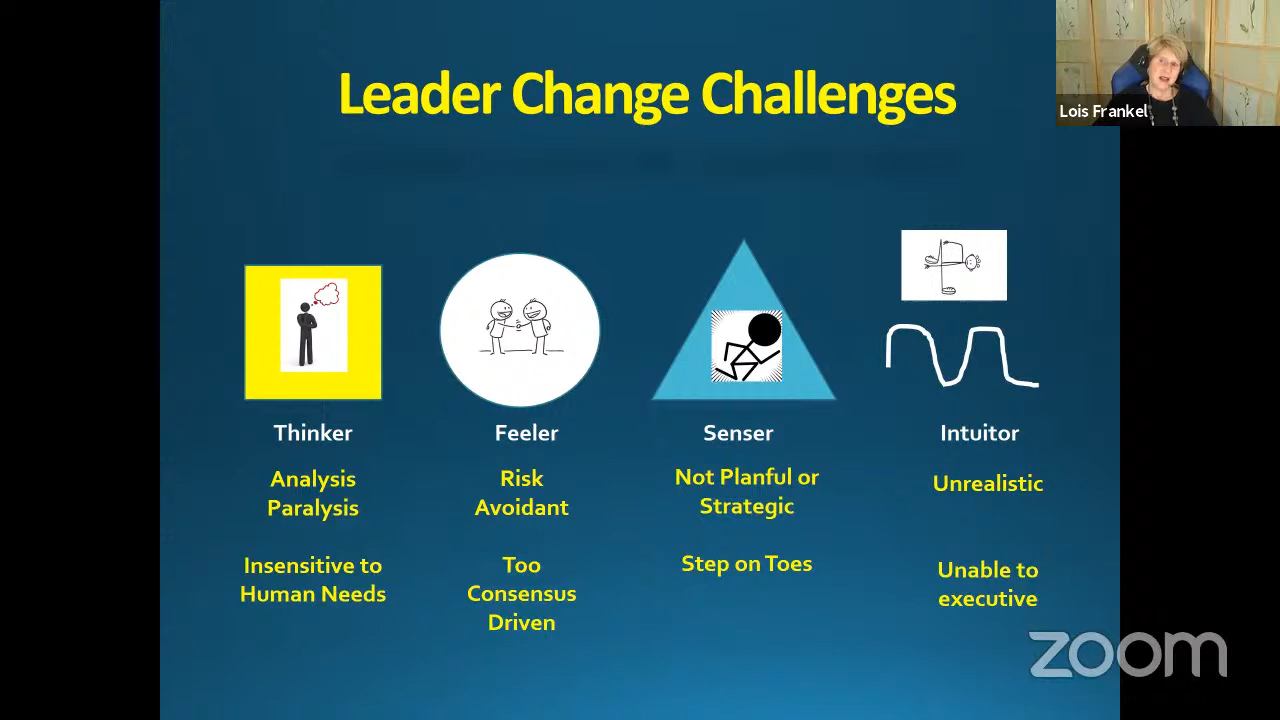 Leader Change Challenges
Lois Frankel
Thinker
Analysis
Paralysis
Insensitive to
Human Needs
Feeler
Risk
Avoidant
Too
Consensus
Driven
Senser
Not Planful or
Strategic
Step on Toes
Intuitor
Unrealistic
Unable to
executive
zoom